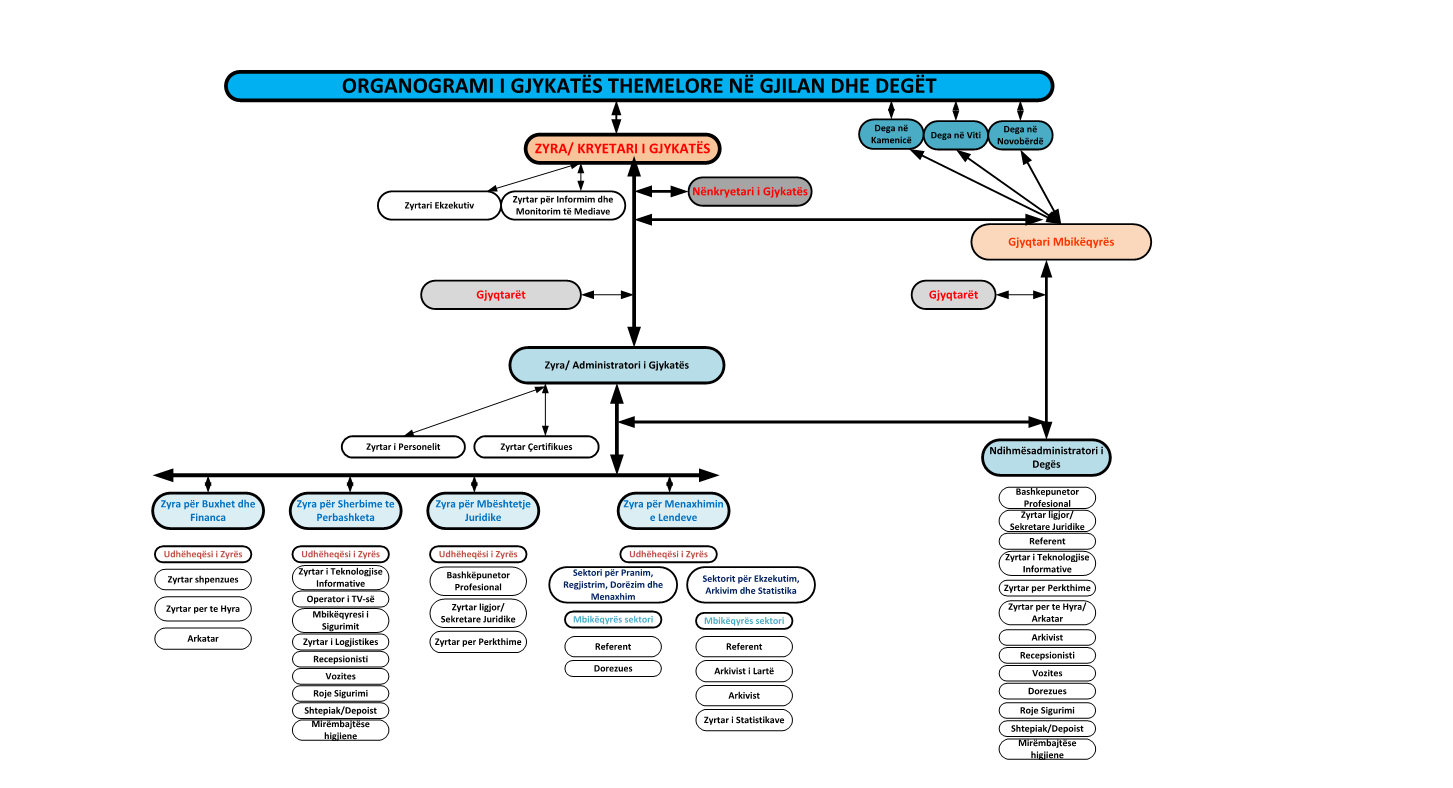 ORGANOGRAMI I GJYKATËS THEMELORE NË GJILAN DHE DEGËT
ZYRA/ KRYETARI I GJYKATËS
Dega në
Kamenicë
Dega në Viti
Dega në
Novobërdë
Zyrtari Ekzekutiv
Zyrtar për Informim dhe
Monitorim të Mediave
Nënkryetari i Gjykatës
Gjyqtari Mbikëqyrës
Gjyqtarët
Gjyqtarët
Zyra/ Administratori i Gjykatës
Zyrtar i Personelit
Zyrtar Çertifikues
Ndihmësadministratori i
Degës
Zyra për Buxhet dhe
Financa
Udhëheqësi i Zyrës
Zyrtar shpenzues
Zyrtar per te Hyra
Arkatar
Zyra për Sherbime te
Perbashketa
Udhëheqësi i Zyrës
Zyrtar i Teknologjise
Informative
Operator i TV-së
Mbikëqyresi i
Sigurimit
Zyrtar i Logjistikes
Recepsionisti
Vozites
Roje Sigurimi
Shtepiak/Depoist
Mirëmbajtëse
higjiene
Zyra për Mbështetje
Juridike
Udhëheqësi i Zyrës
Bashkëpunetor
Profesional
Zyrtar ligjor/
Sekretare Juridike
Zyrtar per Perkthime
Zyra për Menaxhimin
e Lendeve
Udhëheqësi i Zyrës
Sektori për Pranim,
Regjistrim, Dorëzim dhe
Menaxhim
Mbikëqyrës sektori
Referent
Dorezues
Sektorit për Ekzekutim,
Arkivim dhe Statistika
Mbikëqyrës sektori
Referent
Arkivist i Lartë
Arkivist
Zyrtar i Statistikave
Bashkepunetor
Profesional
Zyrtar ligjor/
Sekretare Juridike
Referent
Zyrtar i Teknologjise
Informative
Zyrtar per Perkthime
Zyrtar per te Hyra/
Arkatar
Arkivist
Recepsionisti
Vozites
Dorezues
Roje Sigurimi
Shtepiak/Depoist
Mirëmbajtëse
higjiene